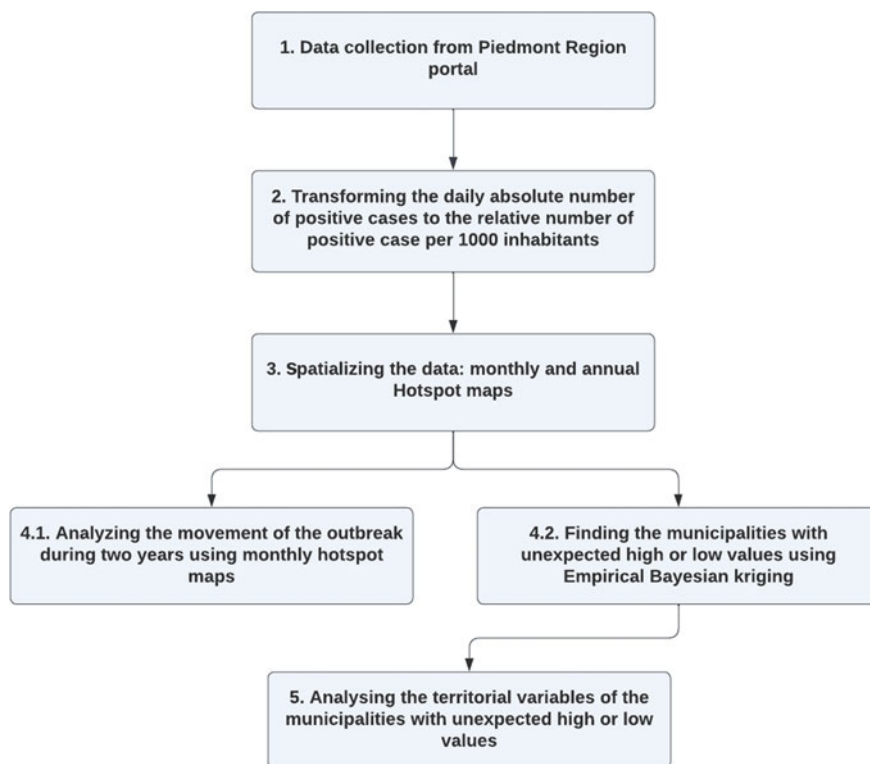 1. Data collection from Piedmont Region
portal
2. Transforming the daily absolute number
of positive cases to the relative number of
positive case per 1000 inhabitants
3. Spatializing the data: monthly and annual
Hotspot maps
4.1. Analyzing the movement of the outbreak
during two years using monthly hotspot
maps
4.2. Finding the municipalities with
unexpected high or low values using
Empirical Bayesian kriging
5. Analysing the territorial variables of the
municipalities with unexpected high or low
values